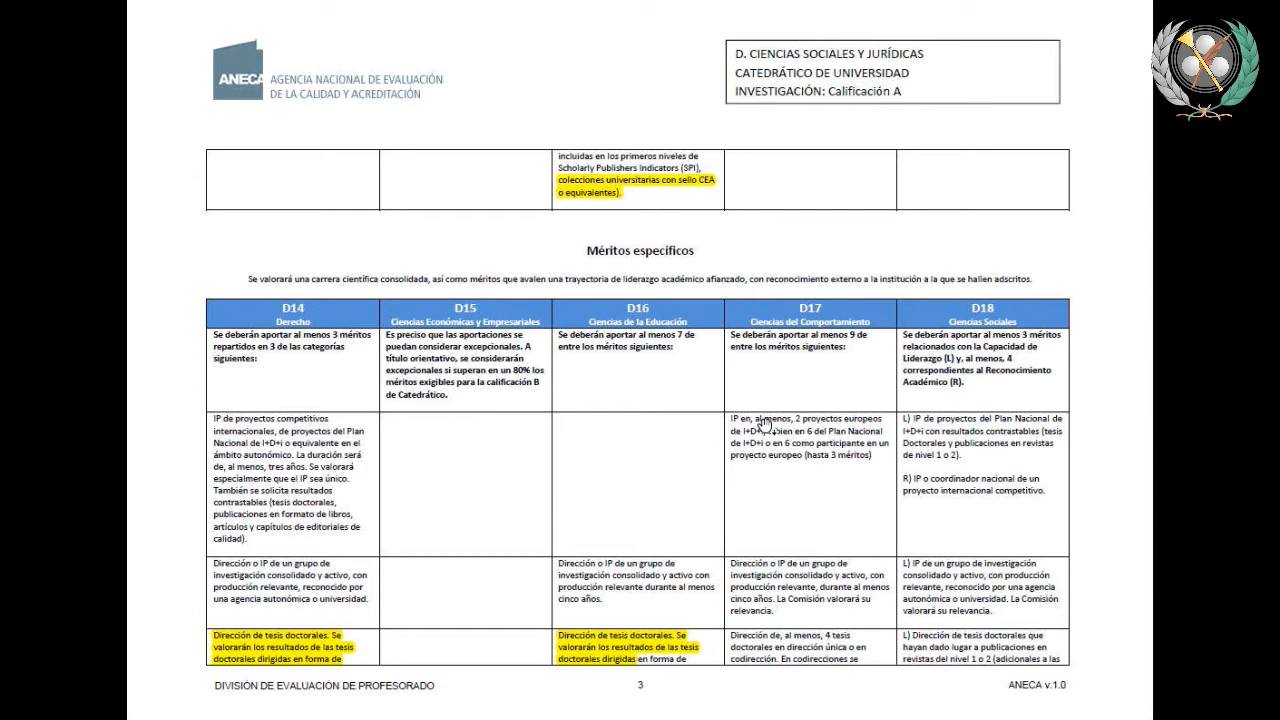 ANECA AGENCIA NACIONAL DE EVALUACIÓN
DE LA CALIDAD Y ACREDITACIÓN
D. CIENCIAS SOCIALES Y JURÍDICAS
CATEDRÁTICO DE UNIVERSIDAD
INVESTIGACIÓN: Calificación A
incluidas en los primeros niveles de
Scholarly Publishers Indicators (SPI),
colecciones universitarias con sello CEA
o equivalentes).
Méritos específicos
Se valorará una carrera científica consolidada, así como méritos que avalen una trayectoria de liderazgo académico afianzado, con reconocimiento externo a la institución a la que se hallen adscritos.
D14
Derecho
D15
Ciencias Económicas y Empresariales
D16
Ciencias de la Educación
D17
Ciencias del Comportamiento
D18
Ciencias Sociales
Se deberán aportar al menos 3 méritos
repartidos en 3 de las categorías
siguientes:
Es preciso que las aportaciones se
puedan considerar excepcionales. A
título orientativo, se considerarán
excepcionales si superan en un 80% los
méritos exigibles para la calificación B
de Catedrático.
Se deberán aportar al menos 7 de
entre los méritos siguientes:
Se deberán aportar al menos 9 de
entre los méritos siguientes:
Se deberán aportar al menos 3 méritos
relacionados con la Capacidad de
Liderazgo (L) y, al menos, 4
correspondientes al Reconocimiento
Académico (R).
IP de proyectos competitivos
internacionales, de proyectos del Plan
Nacional de I+D+i o equivalente en el
ámbito autonómico. La duración será
de, al menos, tres años. Se valorará
especialmente que el IP sea único.
También se solicita resultados
contrastables (tesis doctorales,
publicaciones en formato de libros,
artículos y capítulos de editoriales de
calidad).
IP en, al menos, 2 proyectos europeos
de I+D+i bien en 6 del Plan Nacional
de I+D+i o en 6 como participante en un
proyecto europeo (hasta 3 méritos)
L) IP de proyectos del Plan Nacional de
I+D+i con resultados contrastables (tesis
Doctorales y publicaciones en revistas
de nivel 1 o 2).
R) IP o coordinador nacional de un
proyecto internacional competitivo.
Dirección o IP de un grupo de
investigación consolidado y activo, con
producción relevante, reconocido por
una agencia autonómica o universidad.
Dirección o IP de un grupo de
investigación consolidado y activo con
producción relevante durante al menos
cinco años.
Dirección o IP de un grupo de
investigación consolidado y activo, con
producción relevante, durante al menos
cinco años. La Comisión valorará su
relevancia.
L) IP de un grupo de investigación
consolidado y activo, con producción
relevante, reconocido por una agencia
autonómica o universidad. La Comisión
valorará su relevancia.
Dirección de tesis doctorales. Se
valorarán los resultados de las tesis
doctorales dirigidas en forma de
Dirección de tesis doctorales. Se
valorarán los resultados de las tesis
doctorales dirigidas en forma de
Dirección de, al menos, 4 tesis
doctorales en dirección única o en
codirección. En codirecciones se
L) Dirección de tesis doctorales que
hayan dado lugar a publicaciones en
revistas del nivel 1 o 2 (adicionales a las
DIVISIÓN DE EVALUACIÓN DE PROFESORADO
3
ANECA v.1.0